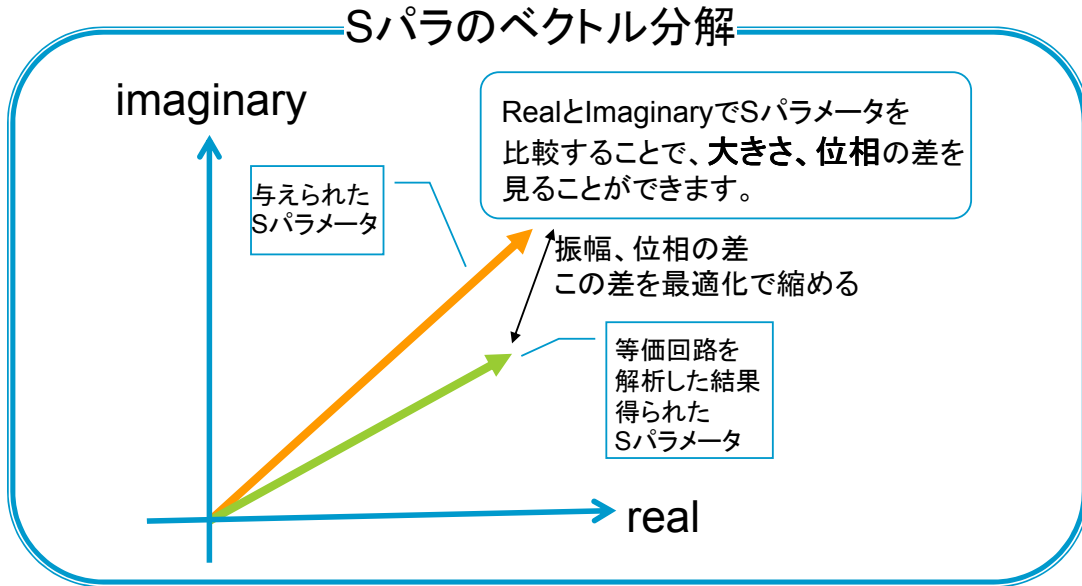 Sパラのベクトル分解
imaginary
RealとImaginaryでSパラメータを
比較することで、大きさ、位相の差を
見ることができます。
与えられた
Sパラメータ
振幅、位相の差
この差を最適化で縮める
等価回路を
解析した結果
得られた
Sパラメータ
real